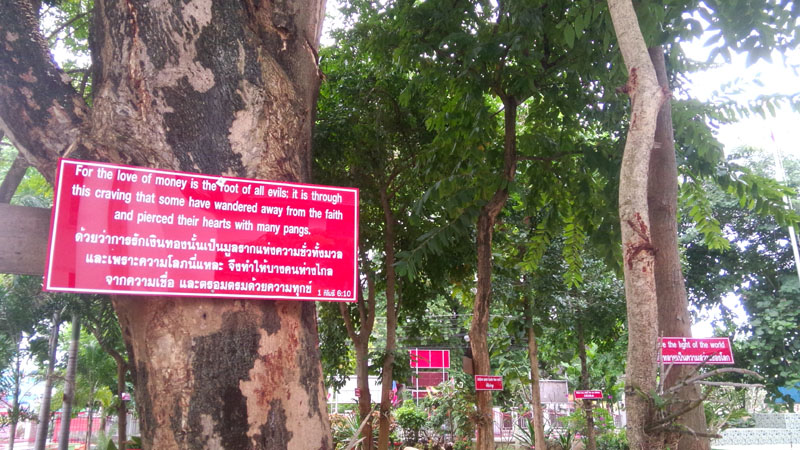 For the love of money is the root of all evils; it is through
this craving that some have wandered away from the faith
and pierced their hearts with many pangs.
ด้วยว่าการรักเงินทองนั้นเป็นมูลรากแห่งความชั่วทั้งมวล
และเพราะความโลภนี่แหละ จึงทำให้บางคนห่างไกล
จากความเชื่อ และตรอมตรมด้วยความทุกข์
1 ทิโมธี 6:10
the light of the world